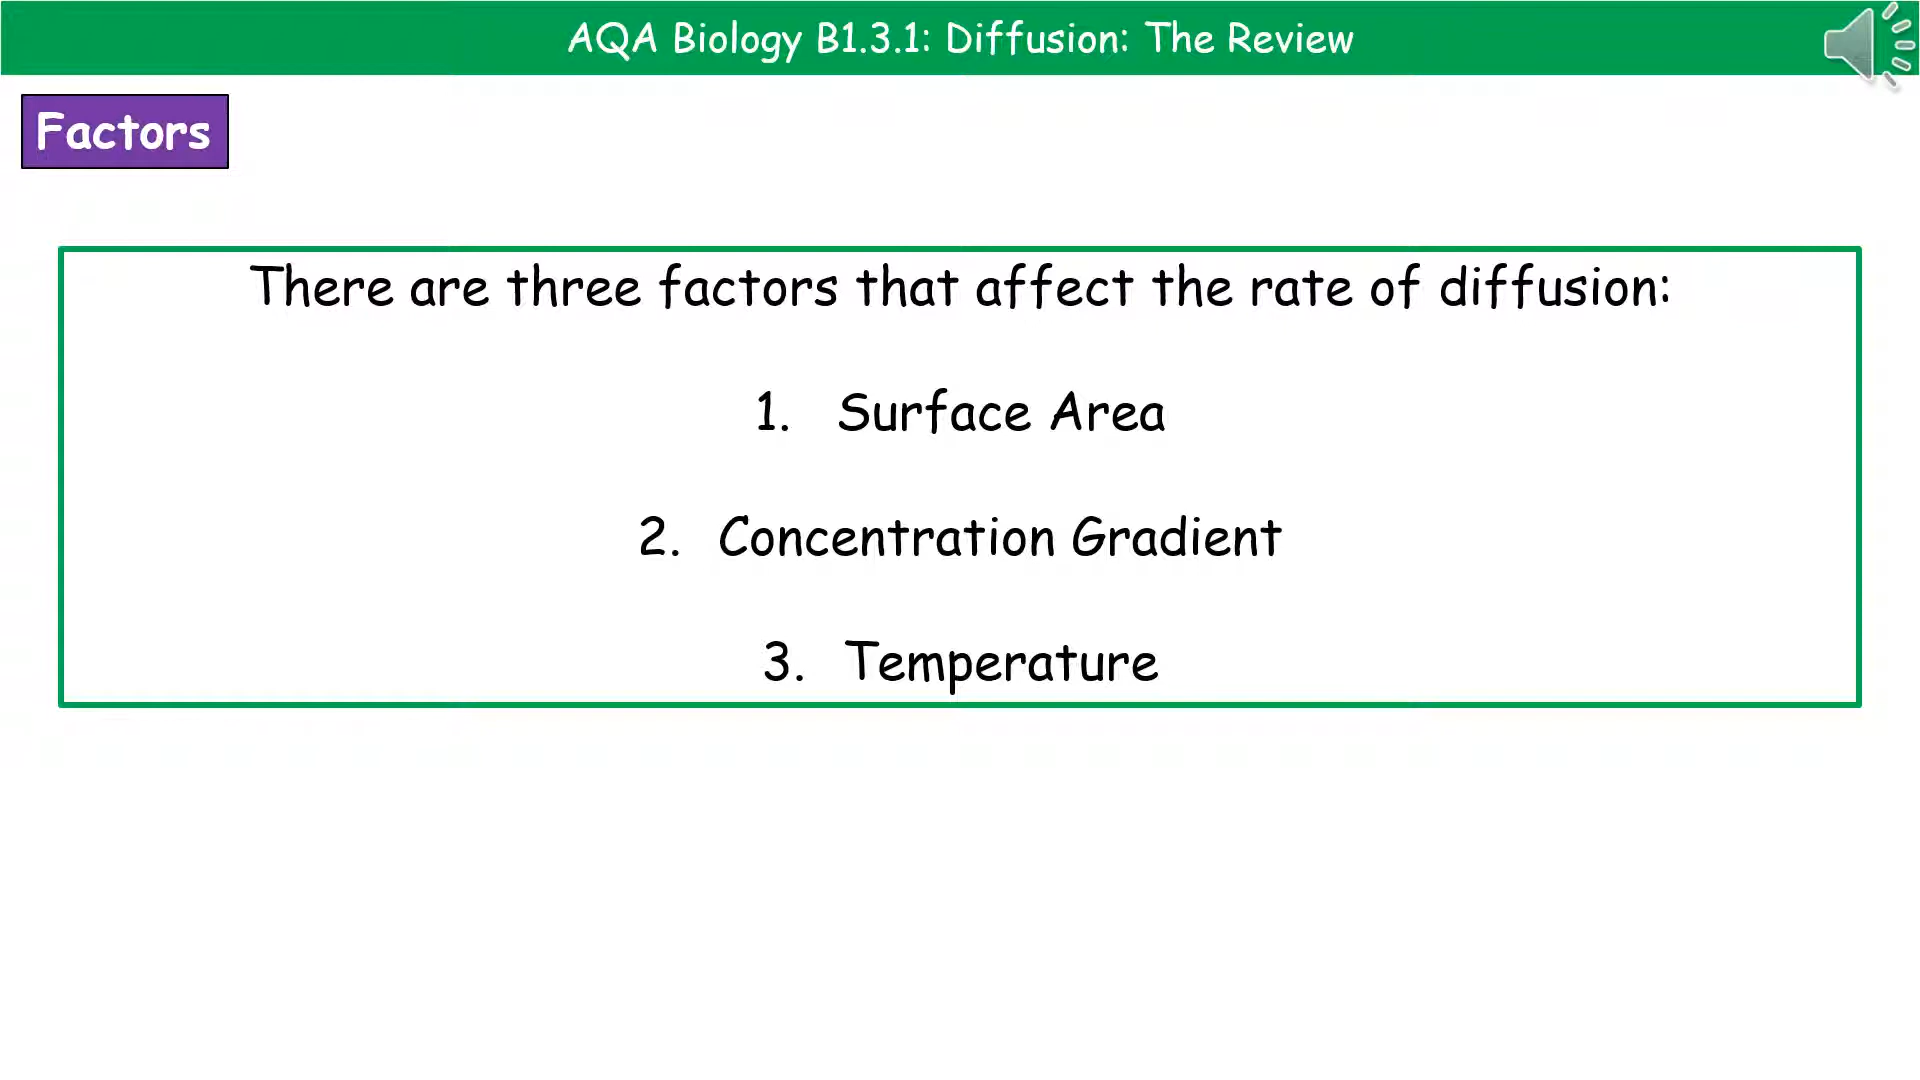 AQA Biology B1.3.1: Diffusion: The Review
Factors
There are three factors that affect the rate of diffusion:
1. Surface Area
2. Concentration Gradient
3. Temperature